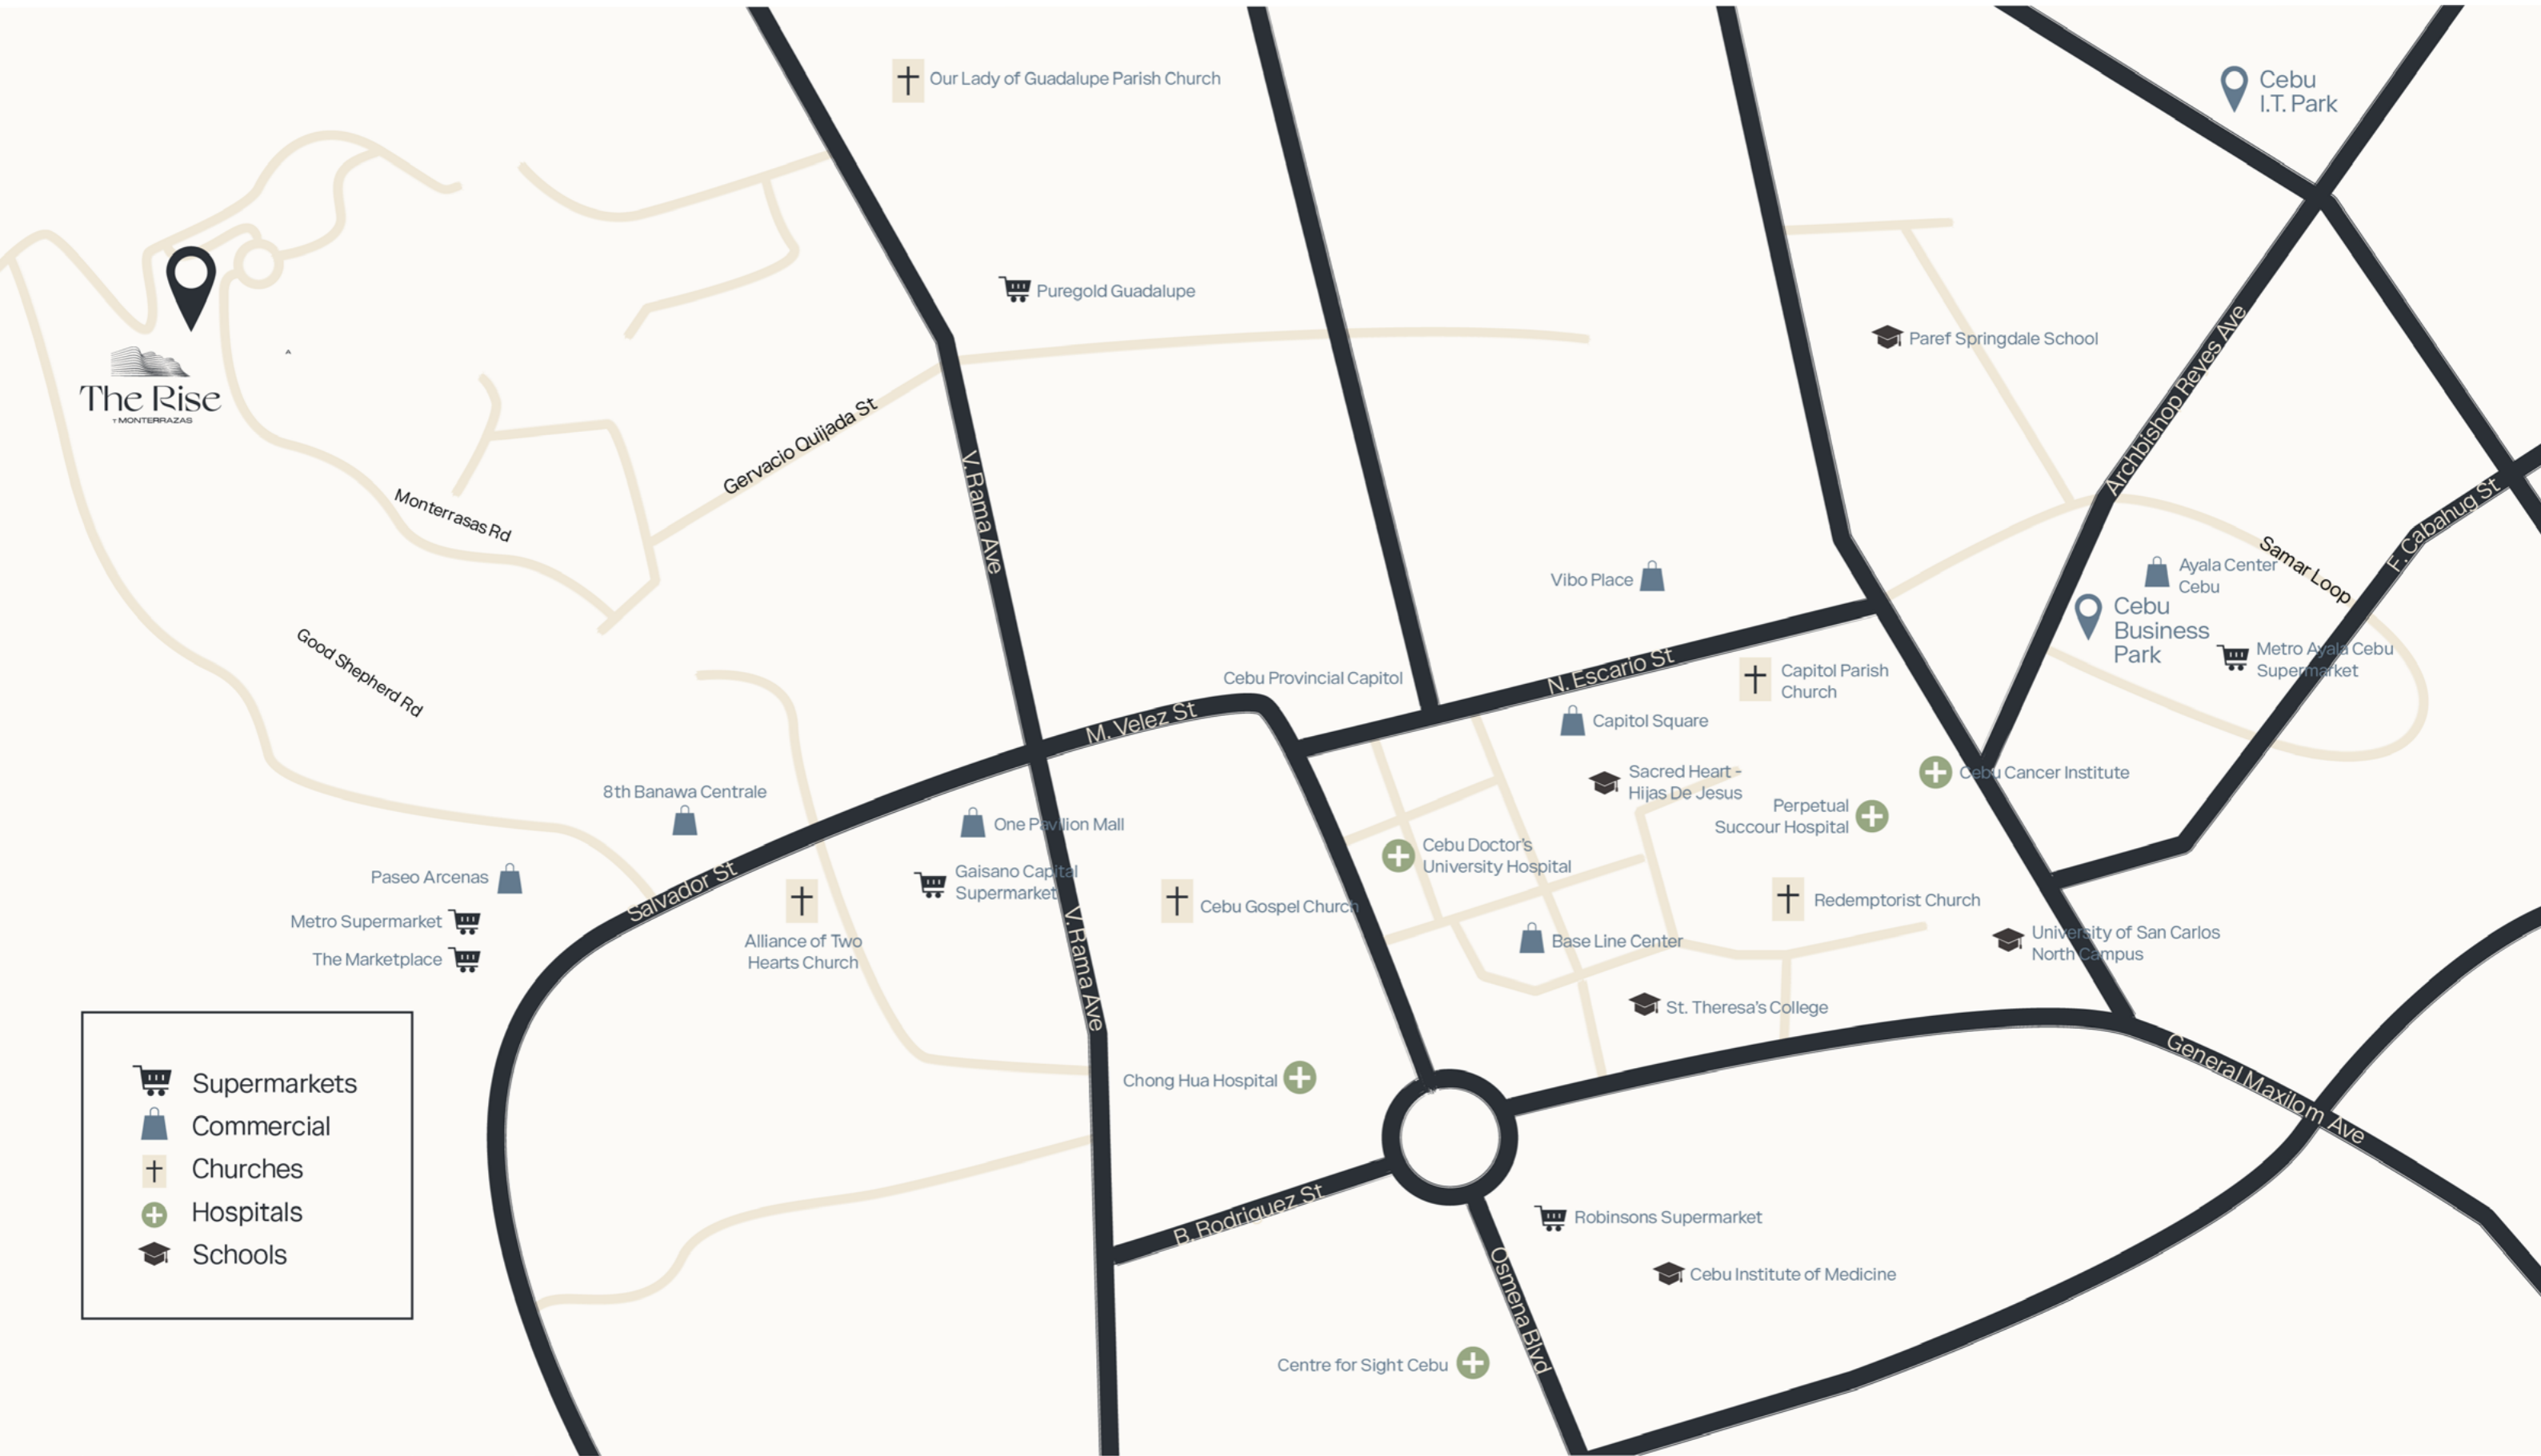 Our Lady of Guadalupe Parish Church
Cebu
I.T. Park
Puregold Guadalupe
Paref Springdale School
Archbishop Reyes Ave
The Rise
MONTERRAZAS
Gervacio Quijada St
V. Rama Ave
Monterrasas Rd
F. Cabahug St
Samar Loop
Ayala Center
Cebu
Vibo Place
Cebu
Business
Park
Metro Ayala Cebu
Supermarket
Good Shepherd Rd
Cebu Provincial Capitol
N. Escario St
Capitol Parish
Church
M. Velez St
Capitol Square
Sacred Heart -
Hijas De Jesus
Cebu Cancer Institute
8th Banawa Centrale
Perpetual
Succour Hospital
One Pavilion Mall
Cebu Doctor's
University Hospital
Paseo Arcenas
Salvador St
Gaisano Capital
Supermarket
Cebu Gospel Church
Redemptorist Church
Metro Supermarket
Alliance of Two
Hearts Church
V. Rama Ave
Base Line Center
University of San Carlos
North Campus
The Marketplace
St. Theresa's College
General Maxilom Ave
Chong Hua Hospital
Supermarkets
Commercial
Churches
Hospitals
Schools
B. Rodriguez St
Robinsons Supermarket
Osmena Blvd
Cebu Institute of Medicine
Centre for Sight Cebu